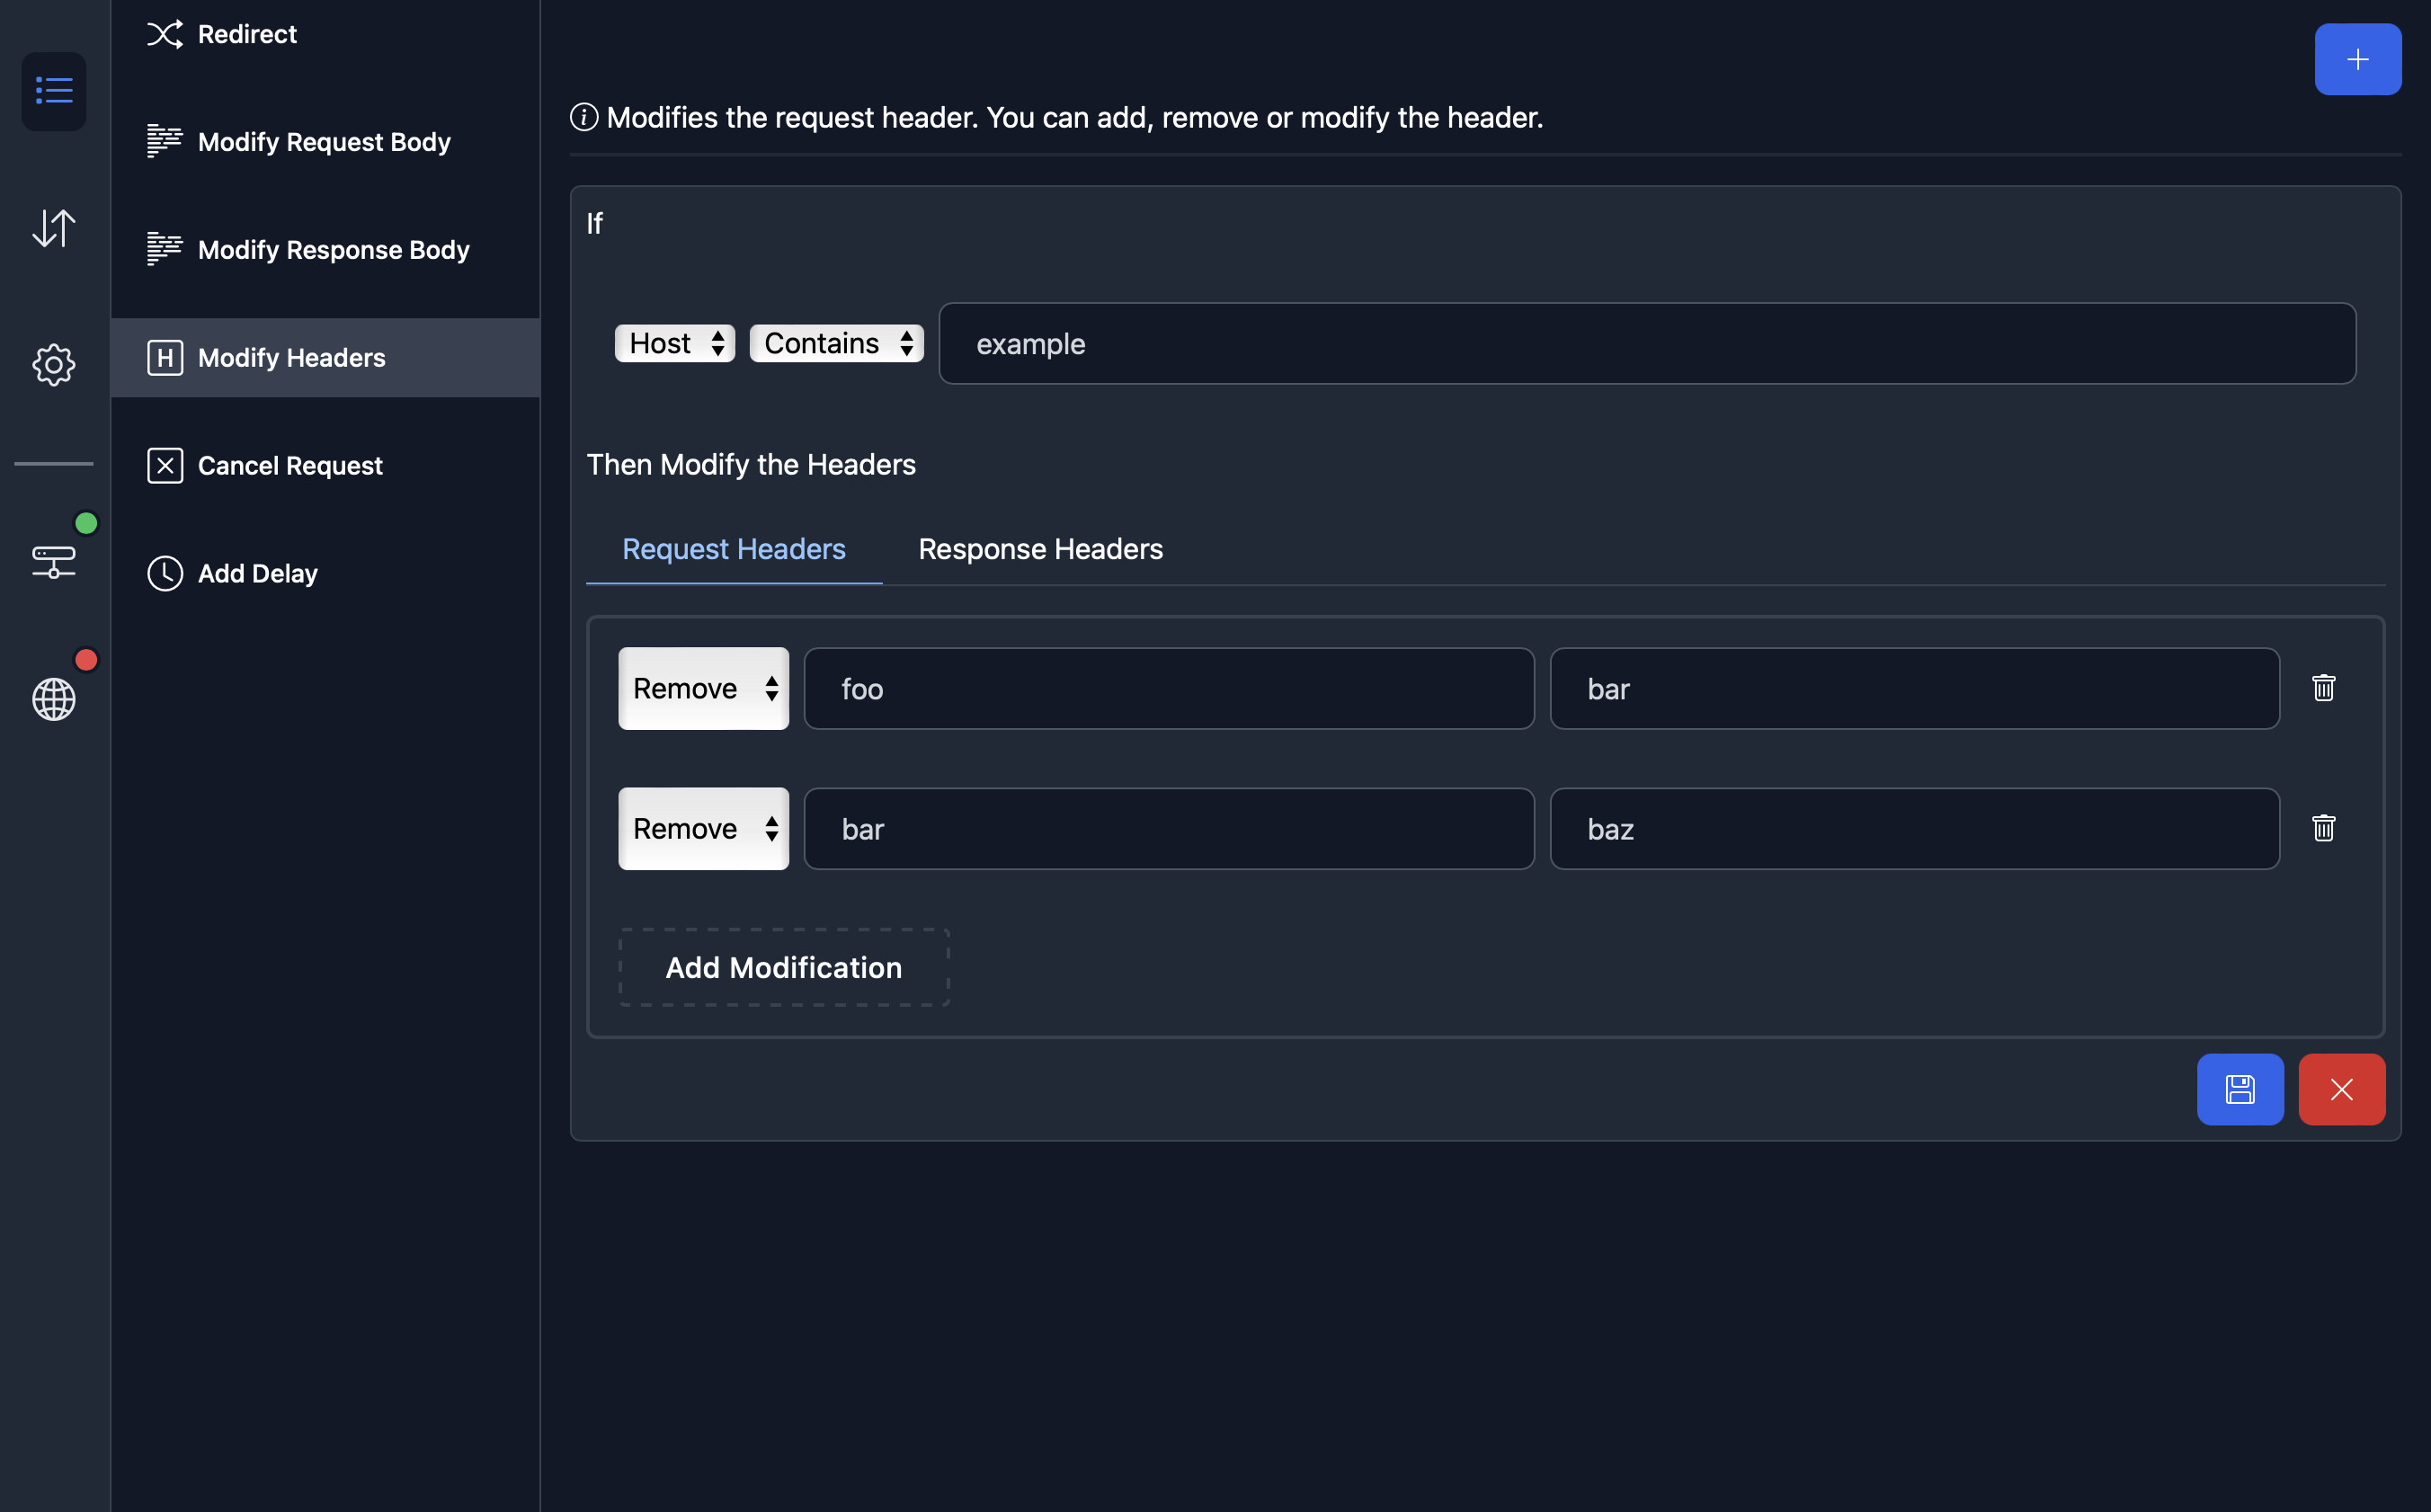 Redirect
Modify Request Body
Modify Response Body
H Modify Headers
Cancel Request
Add Delay
Modifies the request header. You can add, remove or modify the header.
If
Host Contains example
Then Modify the Headers
Request Headers Response Headers
Remove foo bar
Remove bar baz
Add Modification